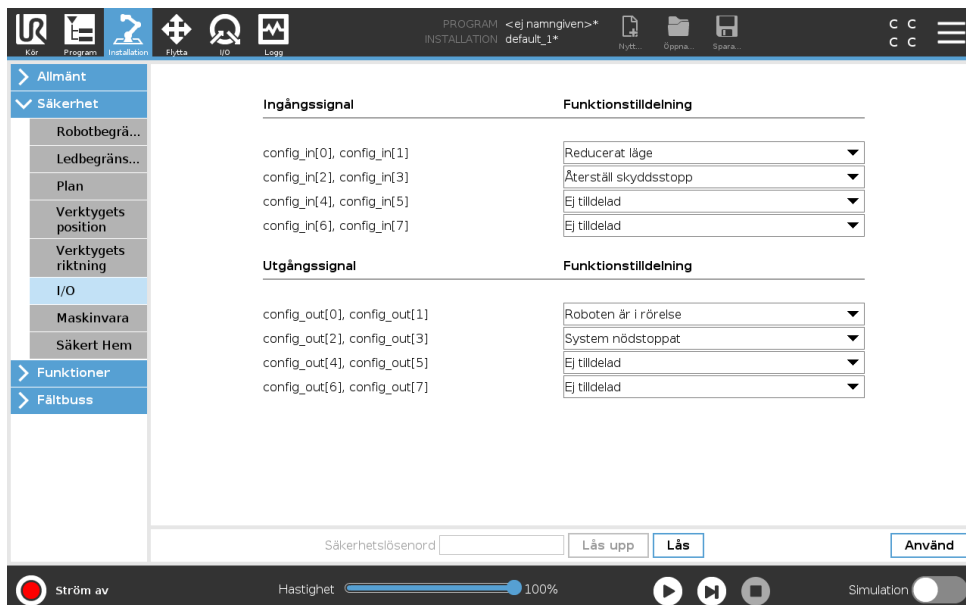 PROGRAM <ej namngiven>*
INSTALLATION default_1*
UR
Kör Program Installation Flytta I/O Logg
Nytt... Öppna... Spara...
C C
C C
Allmänt
Säkerhet
Robotbegrä...
Ledbegräns...
Plan
Verktygets
position
Verktygets
riktning
I/O
Maskinvara
Säkert Hem
Funktioner
Fältbuss
Ingångssignal Funktionstilldelning
config_in[0], config_in[1] Reducerat läge
config_in[2], config_in[3] Återställ skyddsstopp
config_in[4], config_in[5] Ej tilldelad
config_in[6], config_in[7] Ej tilldelad
Utgångssignal Funktionstilldelning
config_out[0], config_out[1] Roboten är i rörelse
config_out[2], config_out[3] System nödstoppat
config_out[4], config_out[5] Ej tilldelad
config_out[6], config_out[7] Ej tilldelad
Säkerhetslösenord Lås upp Lås Använd
Ström av Hastighet 100% Simulation